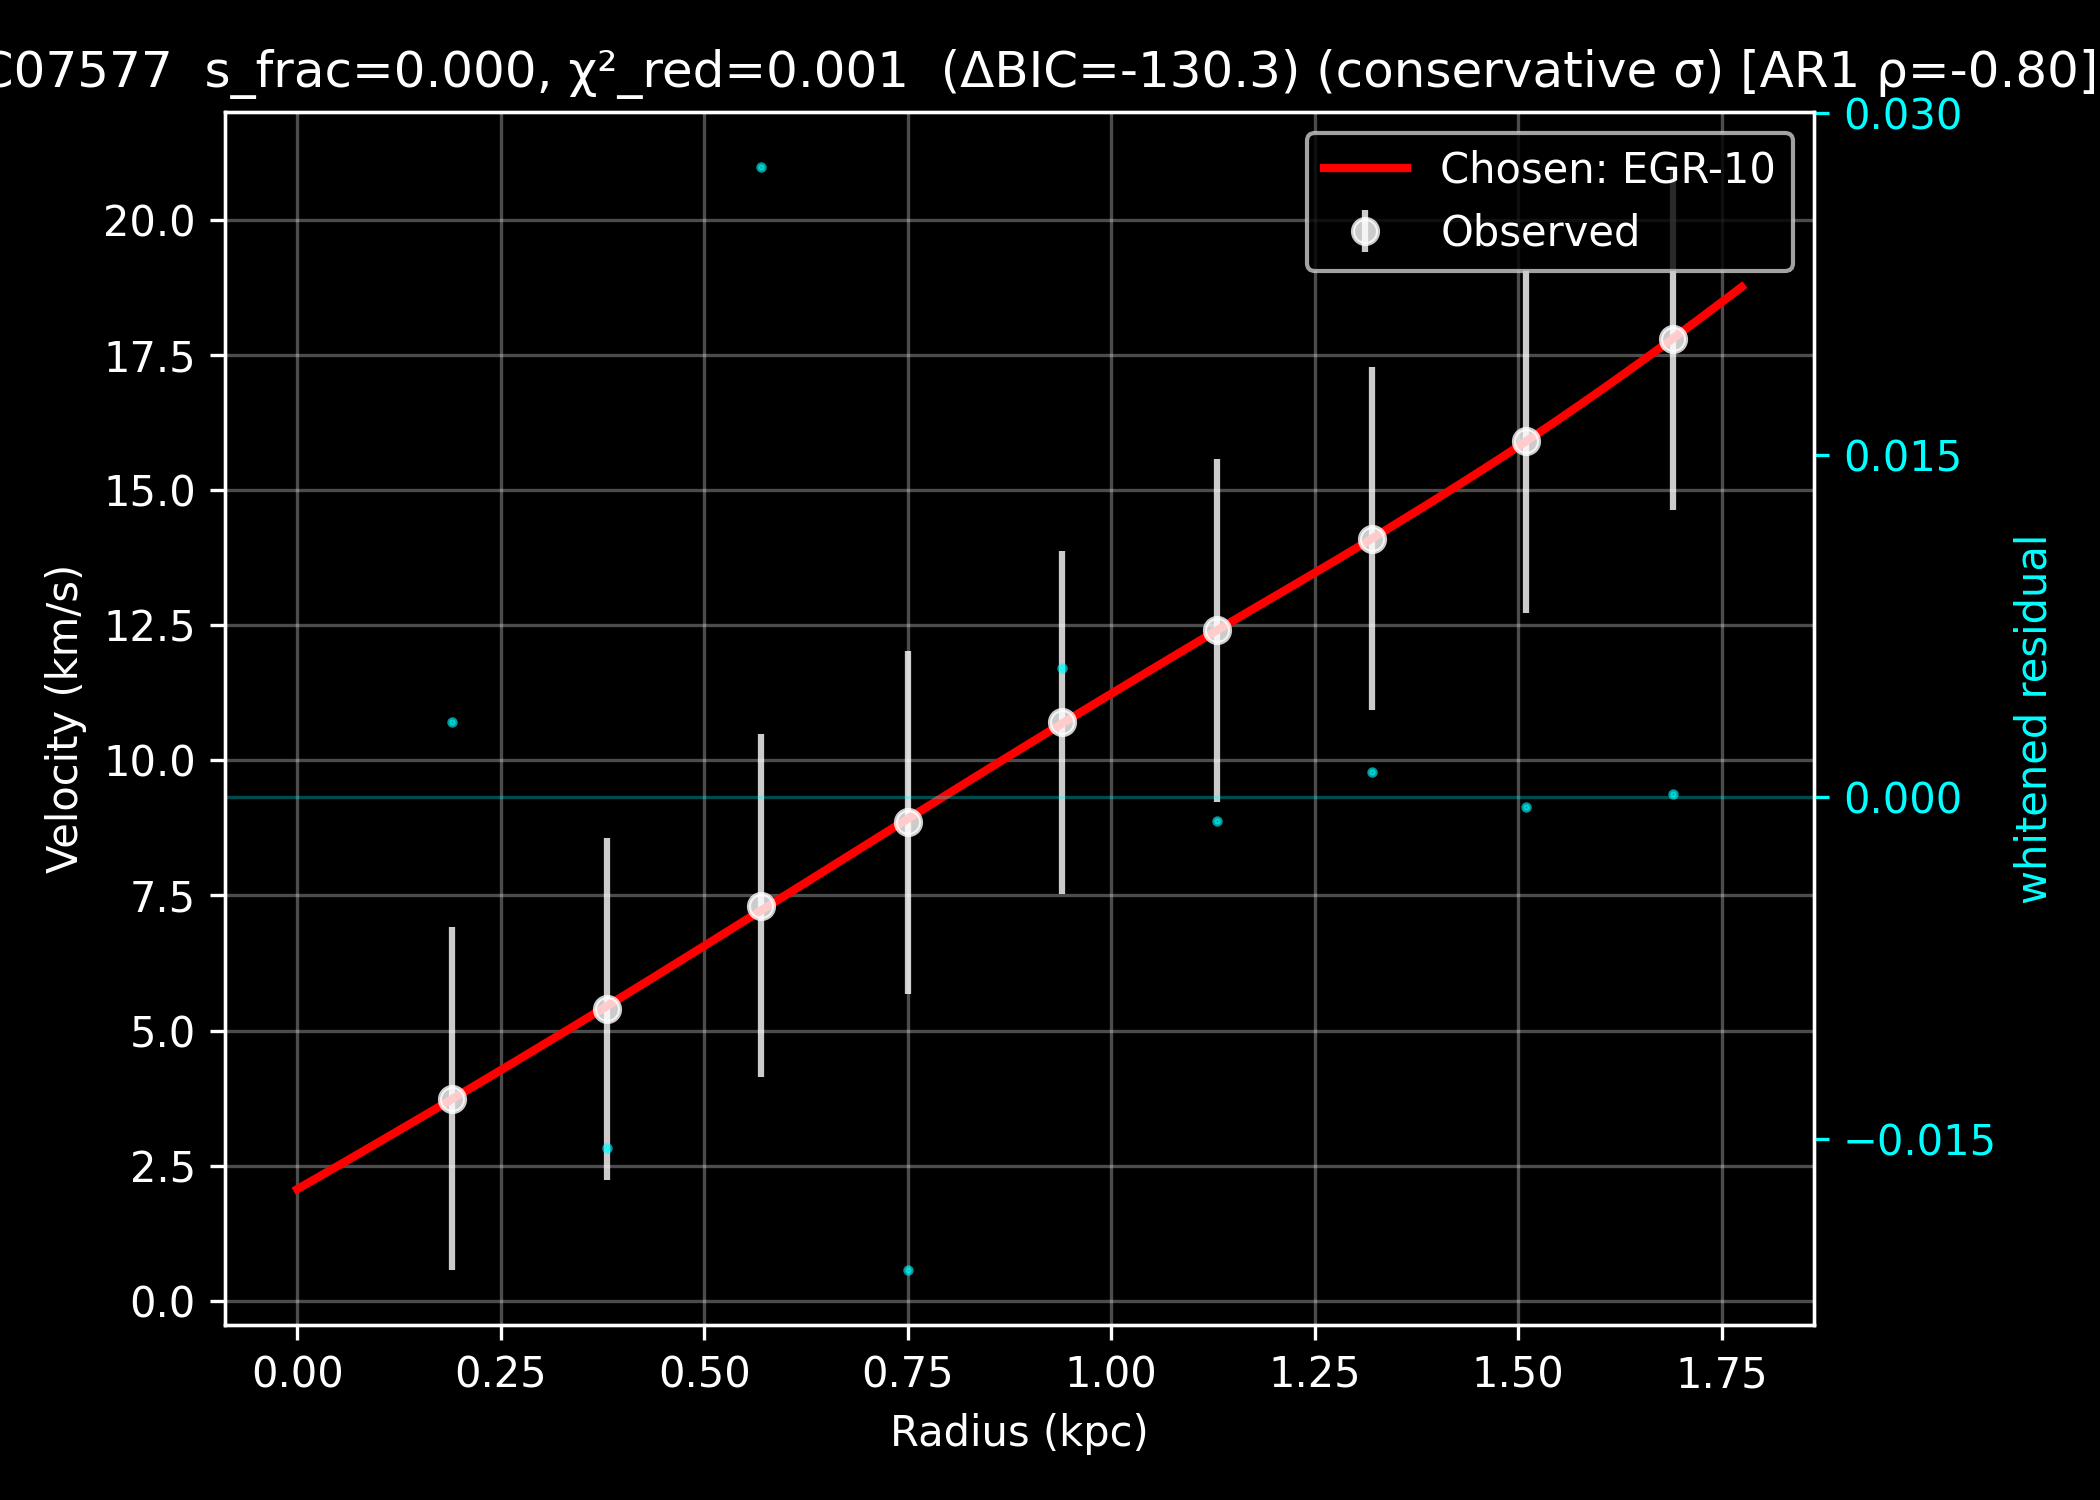 C07577 s_frac=0.000, χ²_red=0.001 (ΔBIC=-130.3) (conservative σ) [AR1 ρ=-0.80]
Chosen: EGR-10
Observed
Velocity (km/s)
20.0
17.5
15.0
12.5
10.0
7.5
5.0
2.5
0.0
0.030
0.015
0.000
−0.015
whitened residual
0.00 0.25 0.50 0.75 1.00 1.25 1.50 1.75
Radius (kpc)